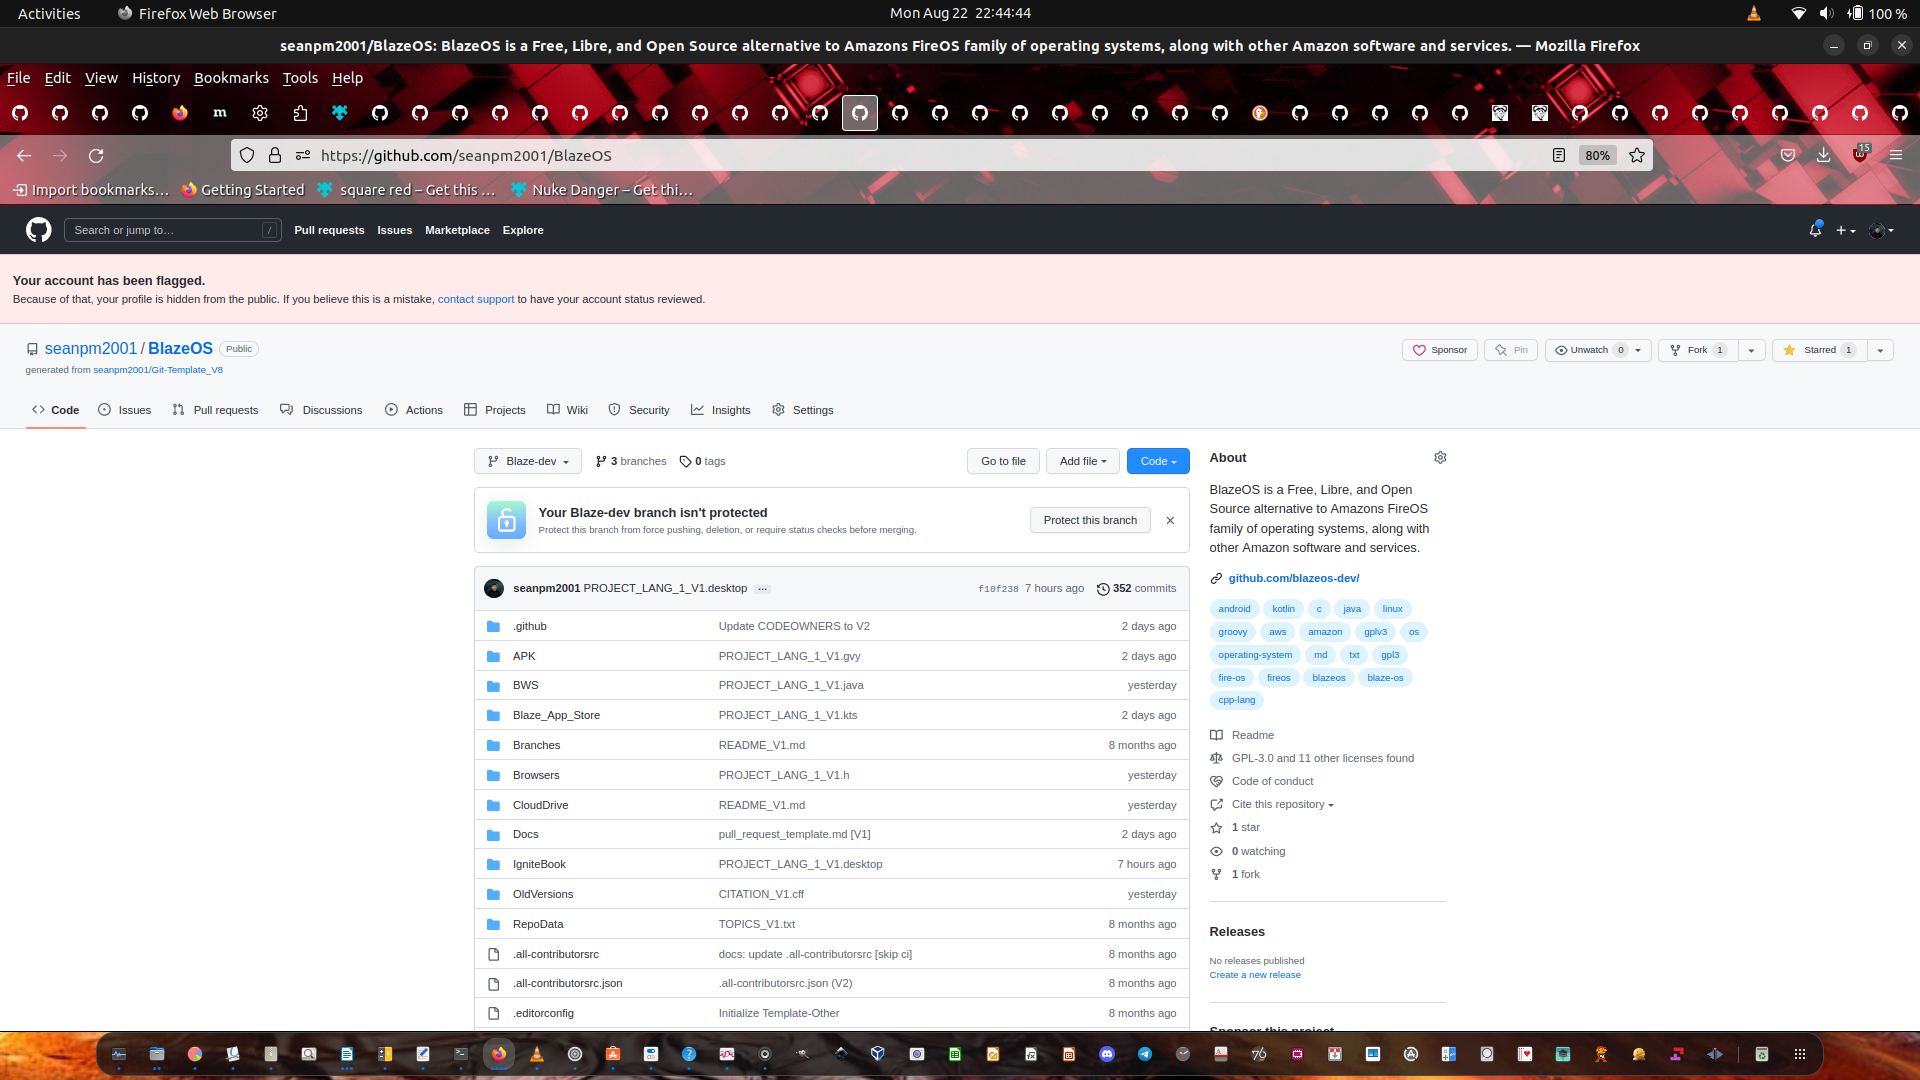 Activities
Firefox Web Browser
Mon Aug 22 22:44:44
100 %
seanpm2001/BlazeOS: BlazeOS is a Free, Libre, and Open Source alternative to Amazons FireOS family of operating systems, along with other Amazon software and services. — Mozilla Firefox
File Edit View History Bookmarks Tools Help
https://github.com/seanpm2001/BlazeOS
80%
15
Import bookmarks… Getting Started square red – Get this … Nuke Danger – Get thi…
Search or jump to… /
Pull requests Issues Marketplace Explore
Your account has been flagged.
Because of that, your profile is hidden from the public. If you believe this is a mistake, contact support to have your account status reviewed.
seanpm2001 / BlazeOS Public
generated from seanpm2001/Git-Template_V8
Sponsor Pin Unwatch 0 Fork 1 Starred 1
Code Issues Pull requests Discussions Actions Projects Wiki Security Insights Settings
Blaze-dev 3 branches 0 tags
Go to file Add file Code
Your Blaze-dev branch isn't protected
Protect this branch from force pushing, deletion, or require status checks before merging.
Protect this branch
seanpm2001 PROJECT_LANG_1_V1.desktop ... f10f238 7 hours ago 352 commits
.github Update CODEOWNERS to V2 2 days ago
APK PROJECT_LANG_1_V1.gvy 2 days ago
BWS PROJECT_LANG_1_V1.java yesterday
Blaze_App_Store PROJECT_LANG_1_V1.kts 2 days ago
Branches README_V1.md 8 months ago
Browsers PROJECT_LANG_1_V1.h yesterday
CloudDrive README_V1.md yesterday
Docs pull_request_template.md [V1] 2 days ago
IgniteBook PROJECT_LANG_1_V1.desktop 7 hours ago
OldVersions CITATION_V1.cff yesterday
RepoData TOPICS_V1.txt 8 months ago
.all-contributorsrc docs: update .all-contributorsrc [skip ci] 8 months ago
.all-contributorsrc.json .all-contributorsrc.json (V2) 8 months ago
.editorconfig Initialize Template-Other 8 months ago
About
BlazeOS is a Free, Libre, and Open
Source alternative to Amazons FireOS
family of operating systems, along with
other Amazon software and services.
github.com/blazeos-dev/
android kotlin c java linux
groovy aws amazon gplv3 os
operating-system md txt gpl3
fire-os fireos blazeos blaze-os
cpp-lang
Readme
GPL-3.0 and 11 other licenses found
Code of conduct
Cite this repository
1 star
0 watching
1 fork
Releases
No releases published
Create a new release
Sponsor this project